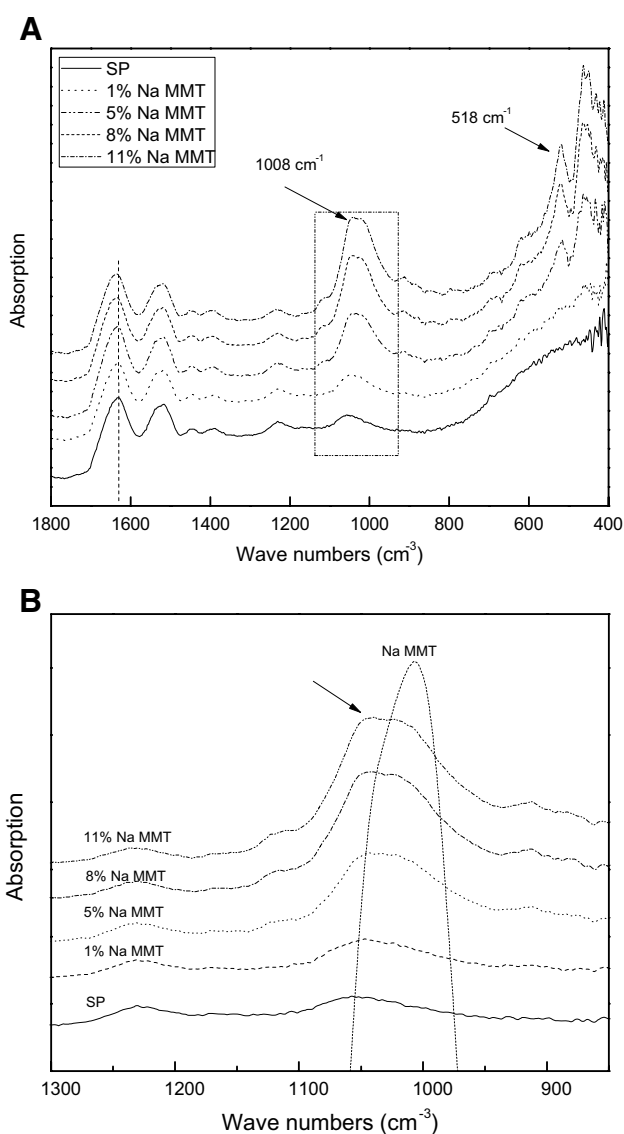 A
SP
1% Na MMT
5% Na MMT
8% Na MMT
11% Na MMT
1008 cm⁻¹
518 cm⁻¹
Absorption
1800 1600 1400 1200 1000 800 600 400
Wave numbers (cm⁻³)
B
Na MMT
11% Na MMT
8% Na MMT
5% Na MMT
1% Na MMT
SP
Absorption
1300 1200 1100 1000 900
Wave numbers (cm⁻³)